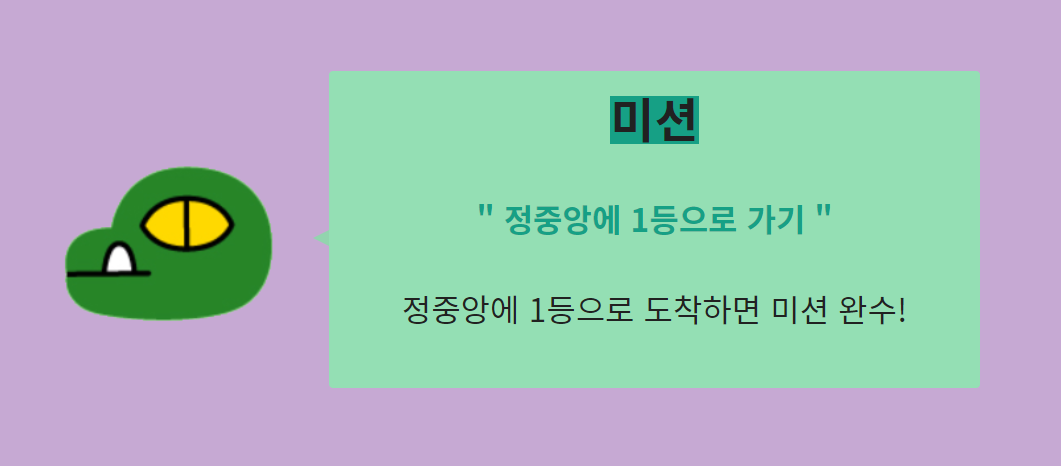 미션
" 정중앙에 1등으로 가기 "
정중앙에 1등으로 도착하면 미션 완수!